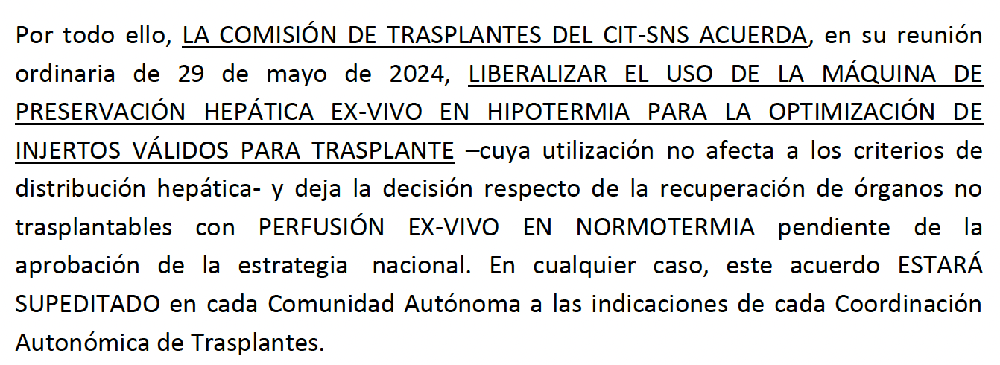 Por todo ello, LA COMISIÓN DE TRASPLANTES DEL CIT-SNS ACUERDA, en su reunión
ordinaria de 29 de mayo de 2024, LIBERALIZAR EL USO DE LA MÁQUINA DE
PRESERVACIÓN HEPÁTICA EX-VIVO EN HIPOTERMIA PARA LA OPTIMIZACIÓN DE
INJERTOS VÁLIDOS PARA TRASPLANTE –cuya utilización no afecta a los criterios de
distribución hepática- y deja la decisión respecto de la recuperación de órganos no
trasplantables con PERFUSIÓN EX-VIVO EN NORMOTERMIA pendiente de la
aprobación de la estrategia nacional. En cualquier caso, este acuerdo ESTARÁ
SUPEDITADO en cada Comunidad Autónoma a las indicaciones de cada Coordinación
Autonómica de Trasplantes.